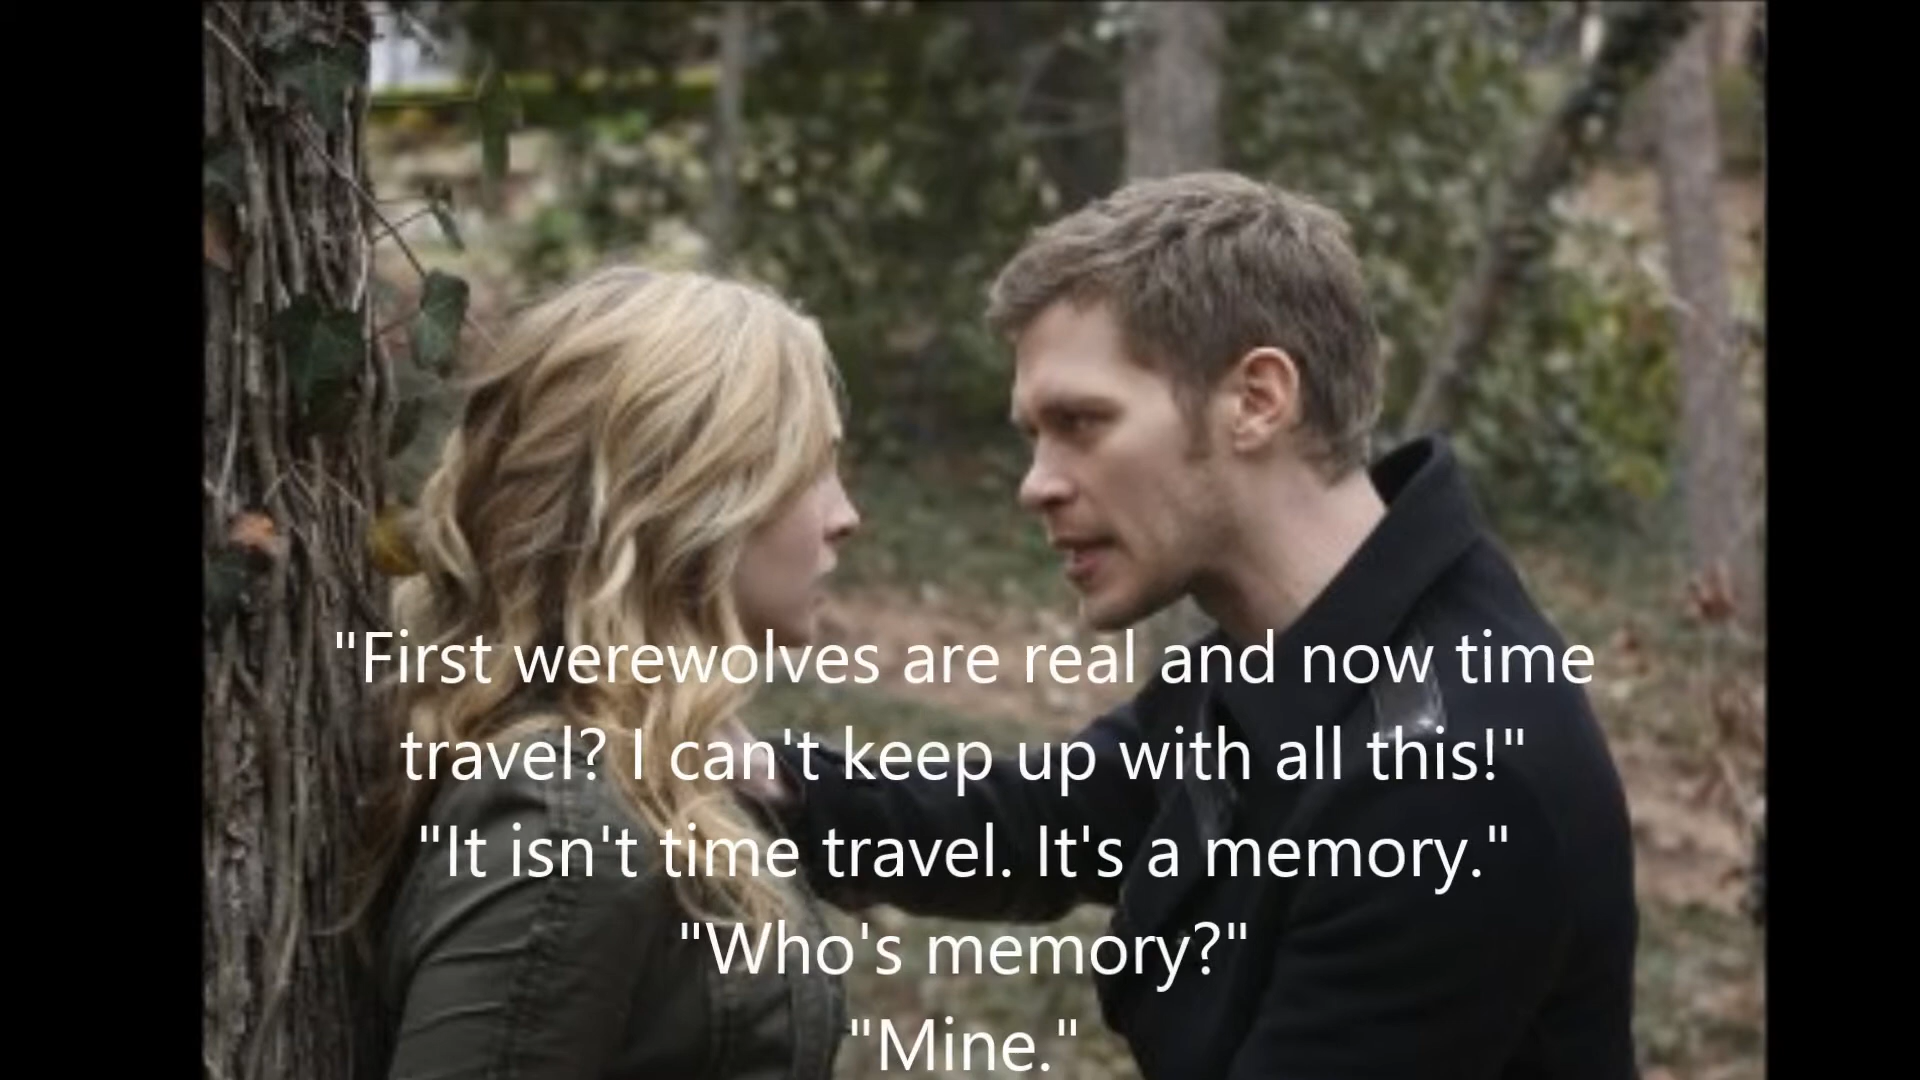 "First werewolves are real and now time
travel? I can't keep up with all this!"
"It isn't time travel. It's a memory."
"Who's memory?"
"Mine."